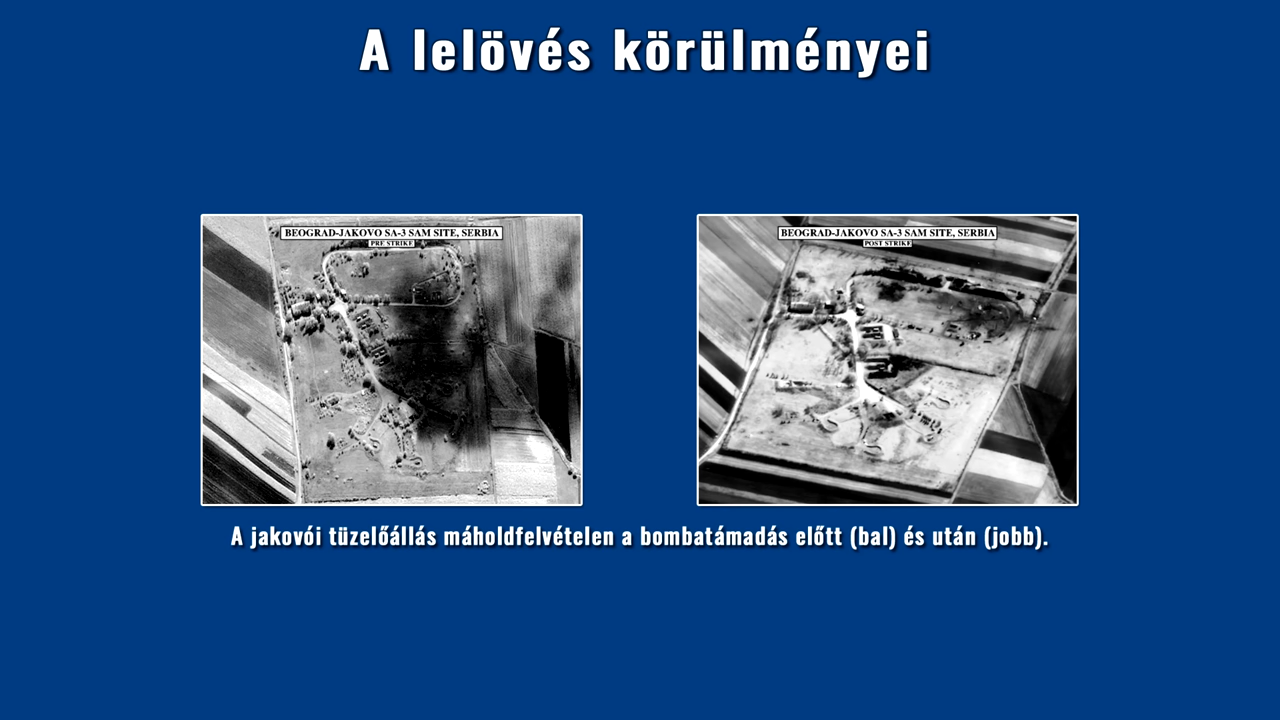 A lelövés körülményei
BEOGRAD-JAKOVO SA-3 SAM SITE, SERBIA
PRE STRIKE
BEOGRAD-JAKOVO SA-3 SAM SITE, SERBIA
POST STRIKE
A jakovói tüzelőállás máholdfelvételen a bombatámadás előtt (bal) és után (jobb).